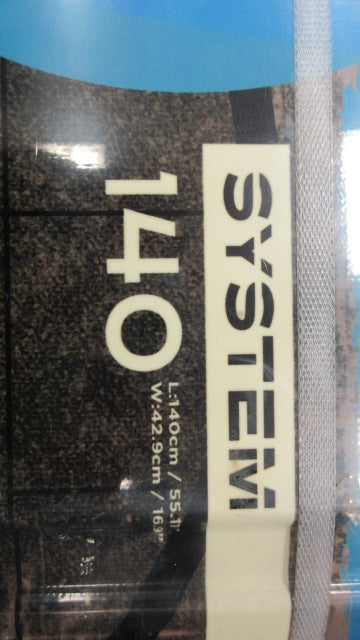 SYSTEM
140
L:140cm / 55.1"
W:42.9cm / 16.9"